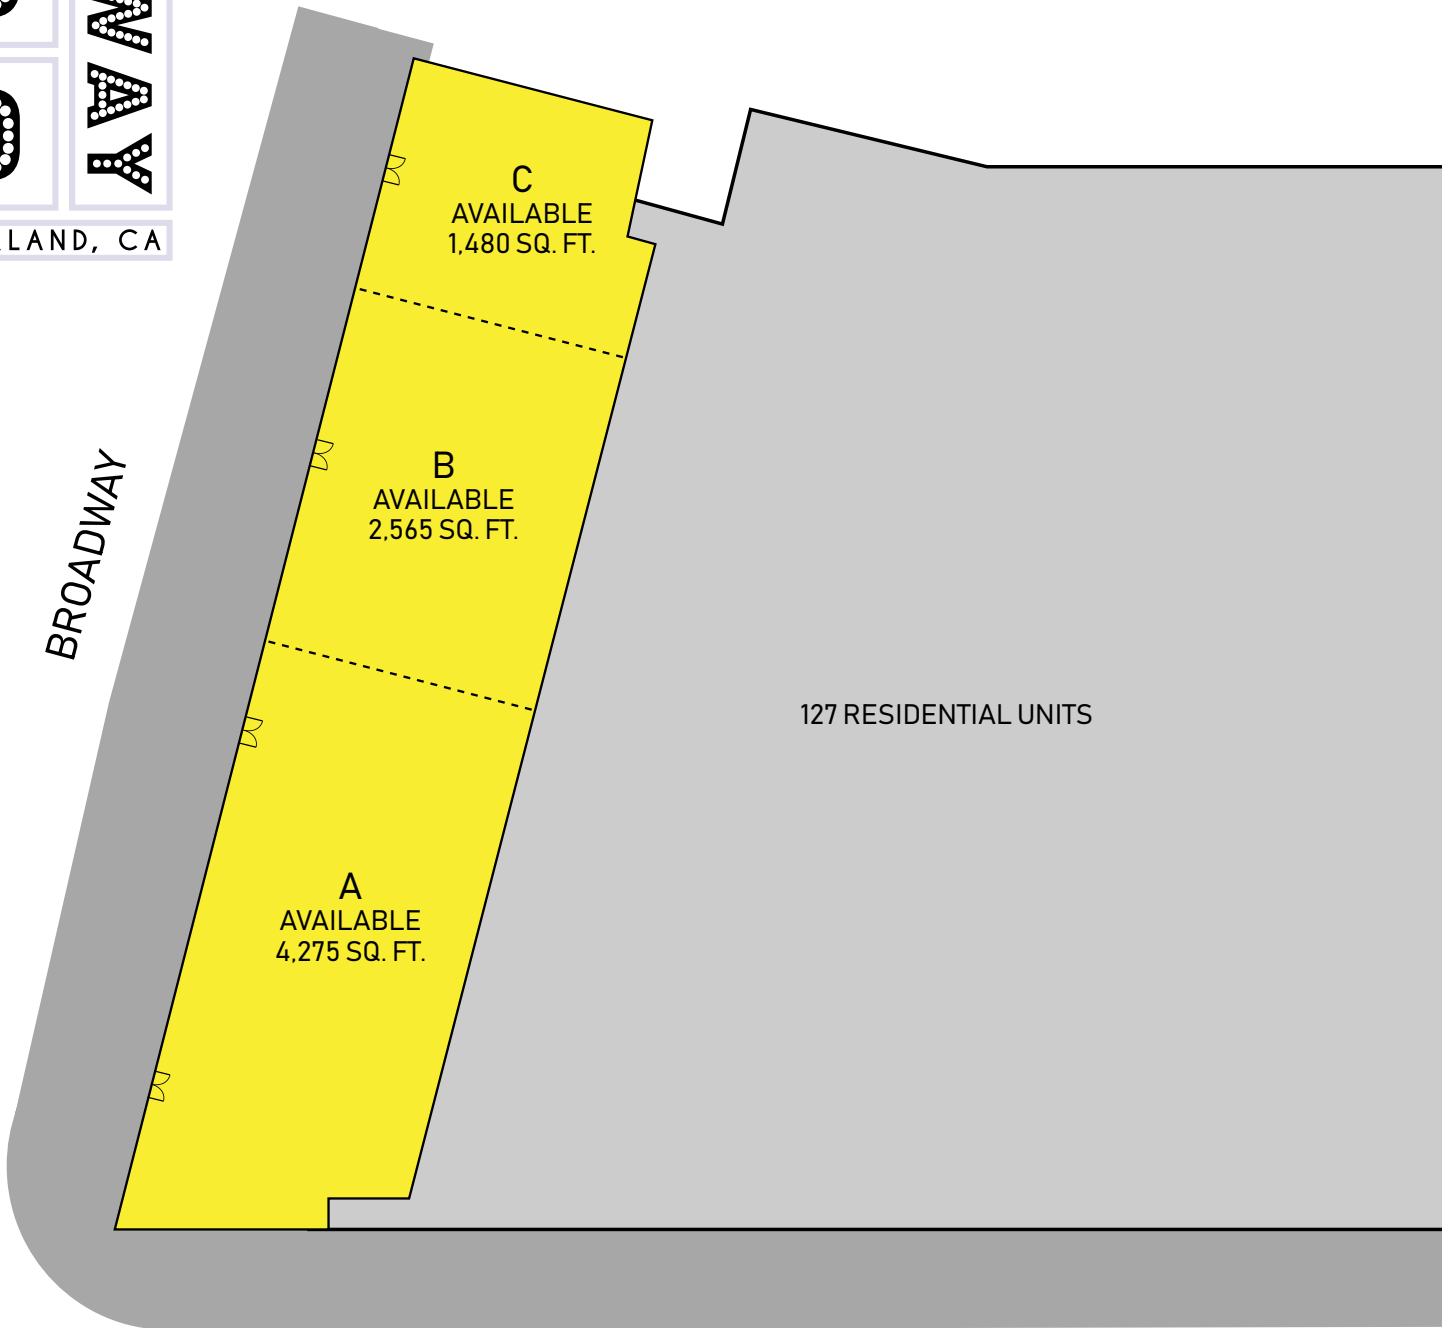 WAY
LAND, CA
C
AVAILABLE
1,480 SQ. FT.
B
AVAILABLE
2,565 SQ. FT.
BROADWAY
127 RESIDENTIAL UNITS
A
AVAILABLE
4,275 SQ. FT.